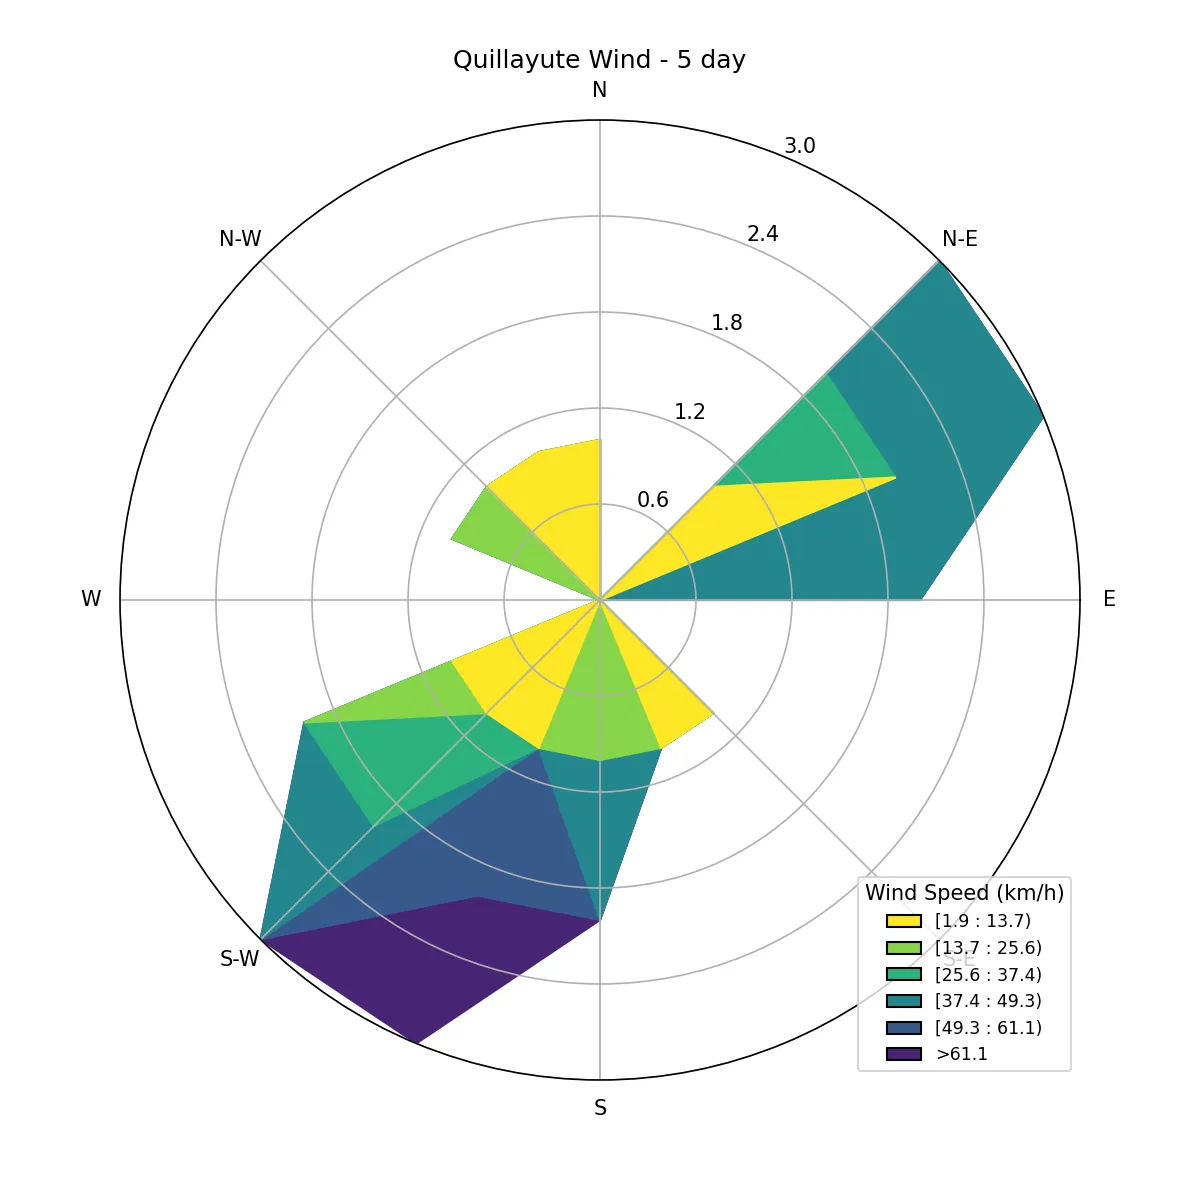 Quillayute Wind - 5 day
N
3.0
N-W
2.4
N-E
1.8
1.2
0.6
W
E
S-W
S-E
S
Wind Speed (km/h)
[1.9 : 13.7)
[13.7 : 25.6)
[25.6 : 37.4)
[37.4 : 49.3)
[49.3 : 61.1)
>61.1